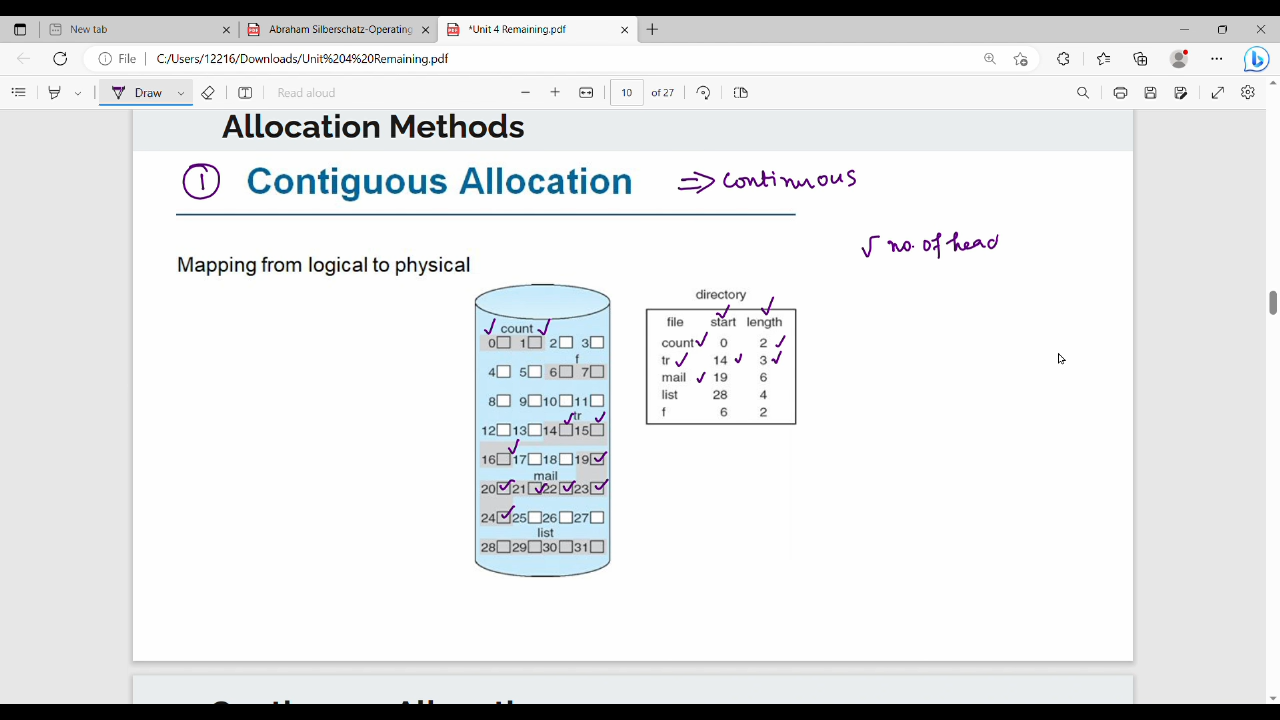 New tab
Abraham Silberschatz-Operating
*Unit 4 Remaining.pdf
File C:/Users/12216/Downloads/Unit%204%20Remaining.pdf
Draw Read aloud 10 of 27
Allocation Methods
1 Contiguous Allocation ⇒ continuous
√ no. of head
Mapping from logical to physical
count
0 1 2 3
f
4 5 6 7
8 9 10 11
tr
12 13 14 15
16 17 18 19
mail
20 21 22 23
24 25 26 27
list
28 29 30 31
directory
file start length
count 0 2
tr 14 3
mail 19 6
list 28 4
f 6 2